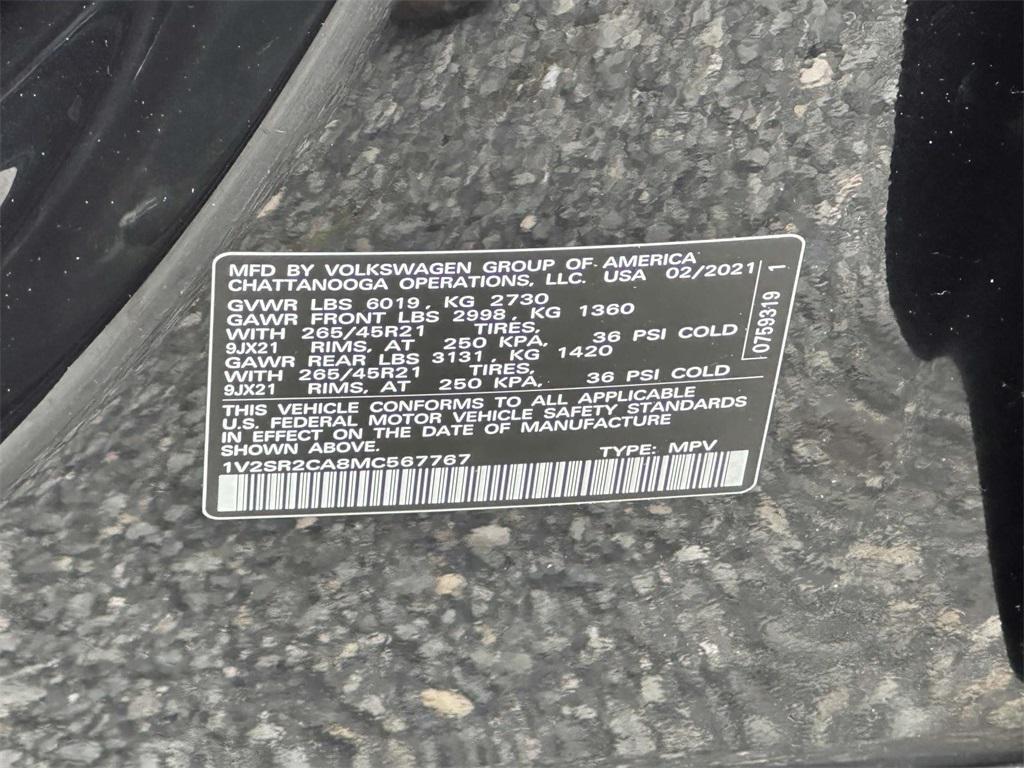 MFD BY VOLKSWAGEN GROUP OF AMERICA
CHATTANOOGA OPERATIONS, LLC. USA 02/2021
GVWR LBS 6019, KG 2730
GAWR FRONT LBS 2998, KG 1360
WITH 265/45R21 TIRES,
9JX21 RIMS, AT 250 KPA, 36 PSI COLD
GAWR REAR LBS 3131, KG 1420
WITH 265/45R21 TIRES,
9JX21 RIMS, AT 250 KPA, 36 PSI COLD
0759319 1
THIS VEHICLE CONFORMS TO ALL APPLICABLE
U.S. FEDERAL MOTOR VEHICLE SAFETY STANDARDS
IN EFFECT ON THE DATE OF MANUFACTURE
SHOWN ABOVE.
1V2SR2CA8MC567767 TYPE: MPV